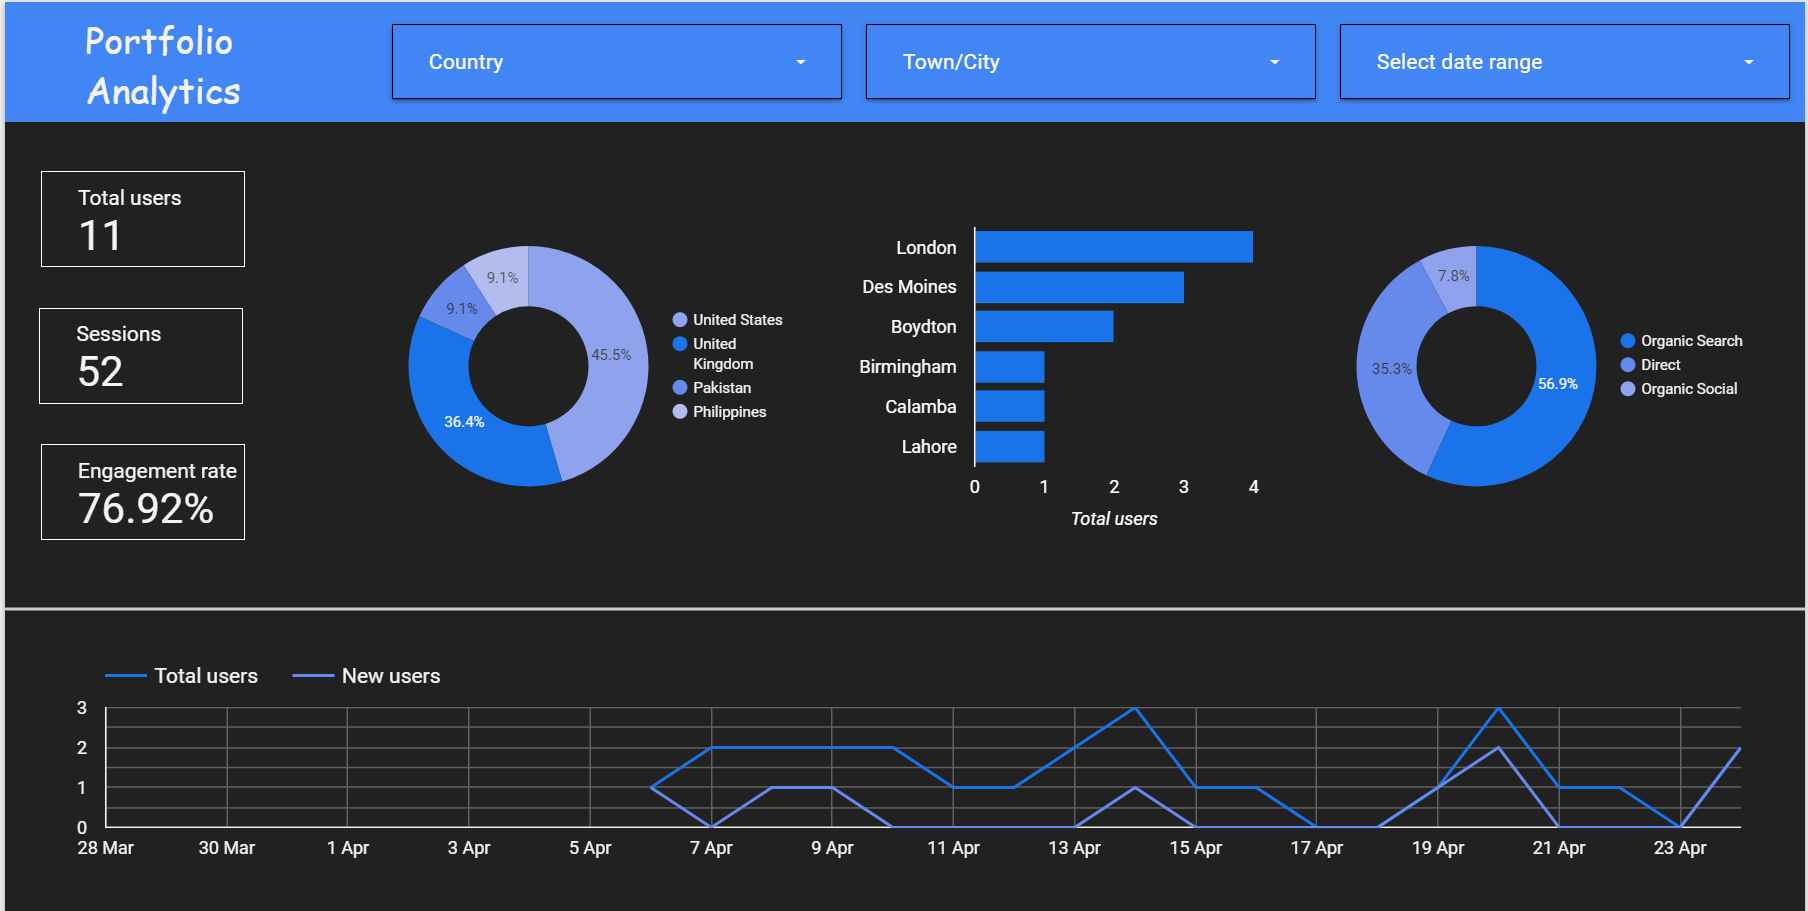 Portfolio
Analytics
Country
Town/City
Select date range
Total users
11
Sessions
52
Engagement rate
76.92%
9.1%
9.1%
45.5%
36.4%
United States
United
Kingdom
Pakistan
Philippines
London
Des Moines
Boydton
Birmingham
Calamba
Lahore
0 1 2 3 4
Total users
7.8%
35.3%
56.9%
Organic Search
Direct
Organic Social
Total users New users
3
2
1
0
28 Mar 30 Mar 1 Apr 3 Apr 5 Apr 7 Apr 9 Apr 11 Apr 13 Apr 15 Apr 17 Apr 19 Apr 21 Apr 23 Apr